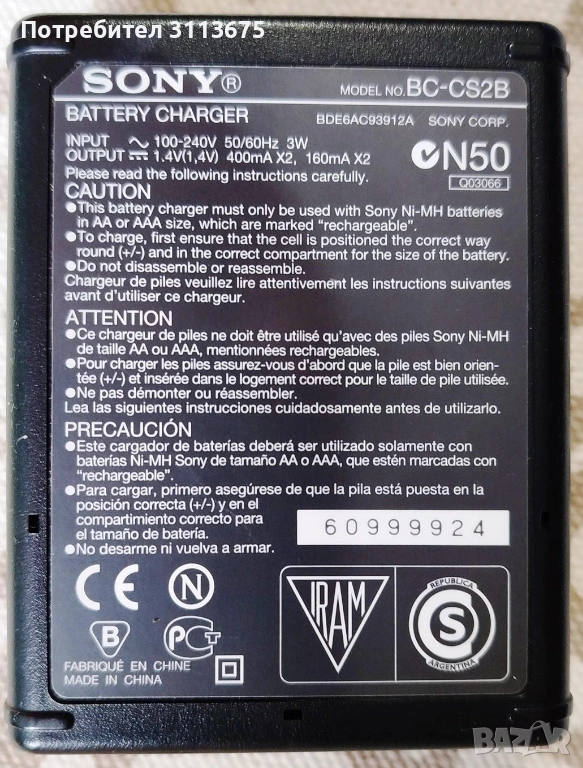 Потребител 3113675
SONY®
MODEL NO. BC-CS2B
BATTERY CHARGER
BDE6AC93912A SONY CORP.
INPUT ~ 100-240V 50/60Hz 3W
OUTPUT ⎓ 1.4V(1,4V) 400mA X2, 160mA X2
N50
Q03066
Please read the following instructions carefully.
CAUTION
●This battery charger must only be used with Sony Ni-MH batteries
in AA or AAA size, which are marked "rechargeable".
●To charge, first ensure that the cell is positioned the correct way
round (+/-) and in the correct compartment for the size of the battery.
●Do not disassemble or reassemble.
Chargeur de piles veuillez lire attentivement les instructions suivantes
avant d'utiliser ce chargeur.
ATTENTION
●Ce chargeur de piles ne doit être utilisé qu'avec des piles Sony Ni-MH
de taille AA ou AAA, mentionnées rechargeables.
●Pour charger les piles assurez-vous d'abord que la pile est bien orien-
tée (+/-) et insérée dans le logement correct pour le taille de pile utilisée.
●Ne pas démonter ou réassembler.
Lea las siguientes instrucciones cuidadosamente antes de utilizarlo.
PRECAUCIÓN
●Este cargador de baterías deberá ser utilizado solamente con
baterías Ni-MH Sony de tamaño AA o AAA, que estén marcadas con
"rechargeable".
●Para cargar, primero asegúrese de que la pila está puesta en la
posición correcta (+/-) y en el
compartimiento correcto para
el tamaño de batería.
●No desarme ni vuelva a armar.
60999924
CE N
B PCT
IRAM
REPUBLICA
S
ARGENTINA
FABRIQUÉ EN CHINE
MADE IN CHINA
BAZAR